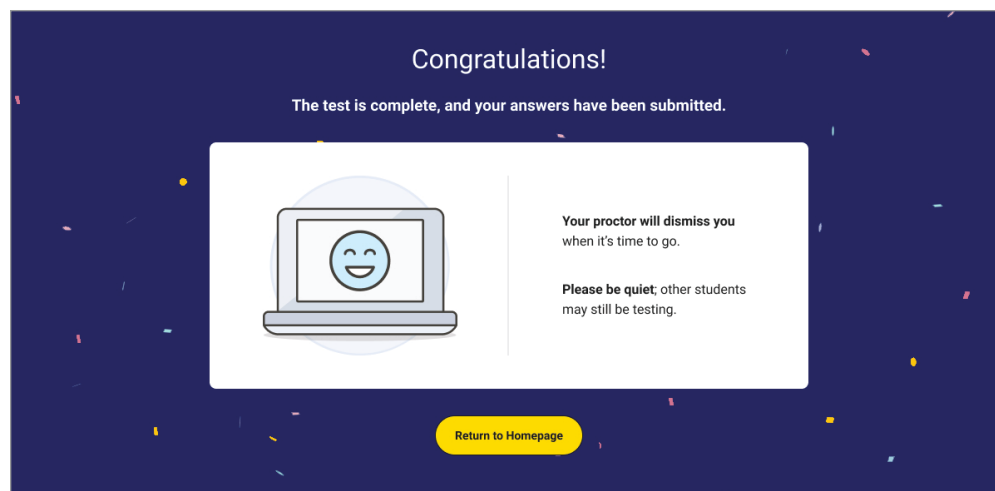 Congratulations!
The test is complete, and your answers have been submitted.
Your proctor will dismiss you
when it’s time to go.
Please be quiet; other students
may still be testing.
Return to Homepage